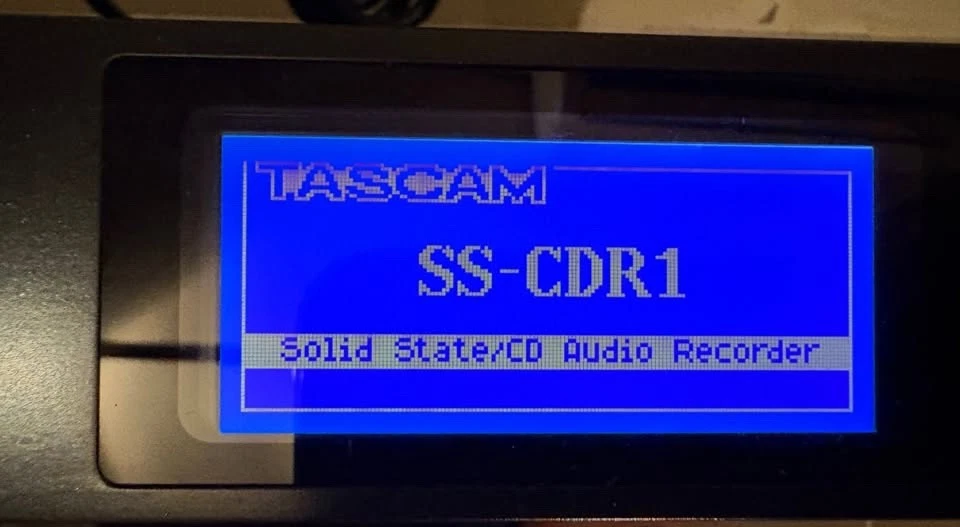 TASCAM
SS-CDR1
Solid State/CD Audio Recorder